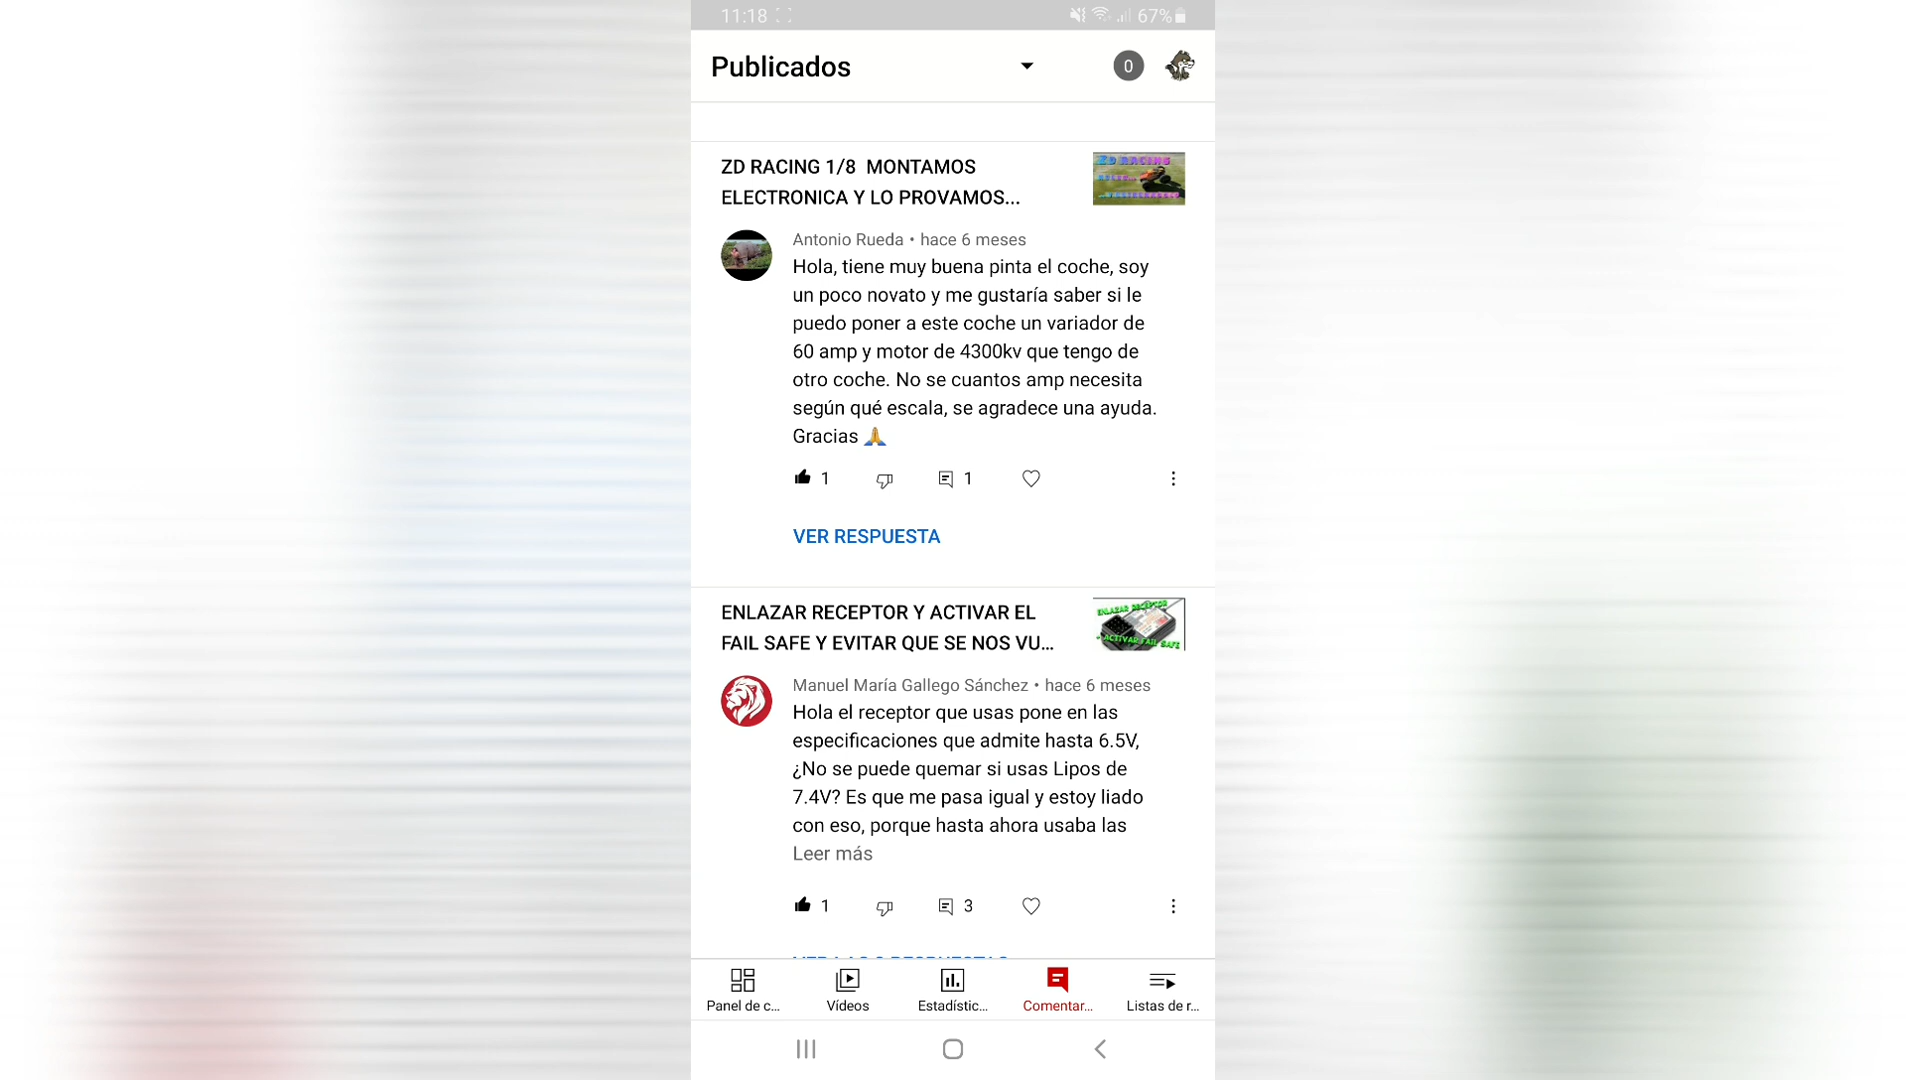 11:18 67%
Publicados
0
ZD RACING 1/8 MONTAMOS
ELECTRONICA Y LO PROVAMOS...
ZD RACING
Antonio Rueda • hace 6 meses
Hola, tiene muy buena pinta el coche, soy
un poco novato y me gustaría saber si le
puedo poner a este coche un variador de
60 amp y motor de 4300kv que tengo de
otro coche. No se cuantos amp necesita
según qué escala, se agradece una ayuda.
Gracias 🙏
1 1
VER RESPUESTA
ENLAZAR RECEPTOR Y ACTIVAR EL
FAIL SAFE Y EVITAR QUE SE NOS VU...
ENLAZAR RECEPTOR
ACTIVAR FAIL SAFE
Manuel María Gallego Sánchez • hace 6 meses
Hola el receptor que usas pone en las
especificaciones que admite hasta 6.5V,
¿No se puede quemar si usas Lipos de
7.4V? Es que me pasa igual y estoy liado
con eso, porque hasta ahora usaba las
Leer más
1 3
Panel de c... Vídeos Estadístic... Comentar... Listas de r...